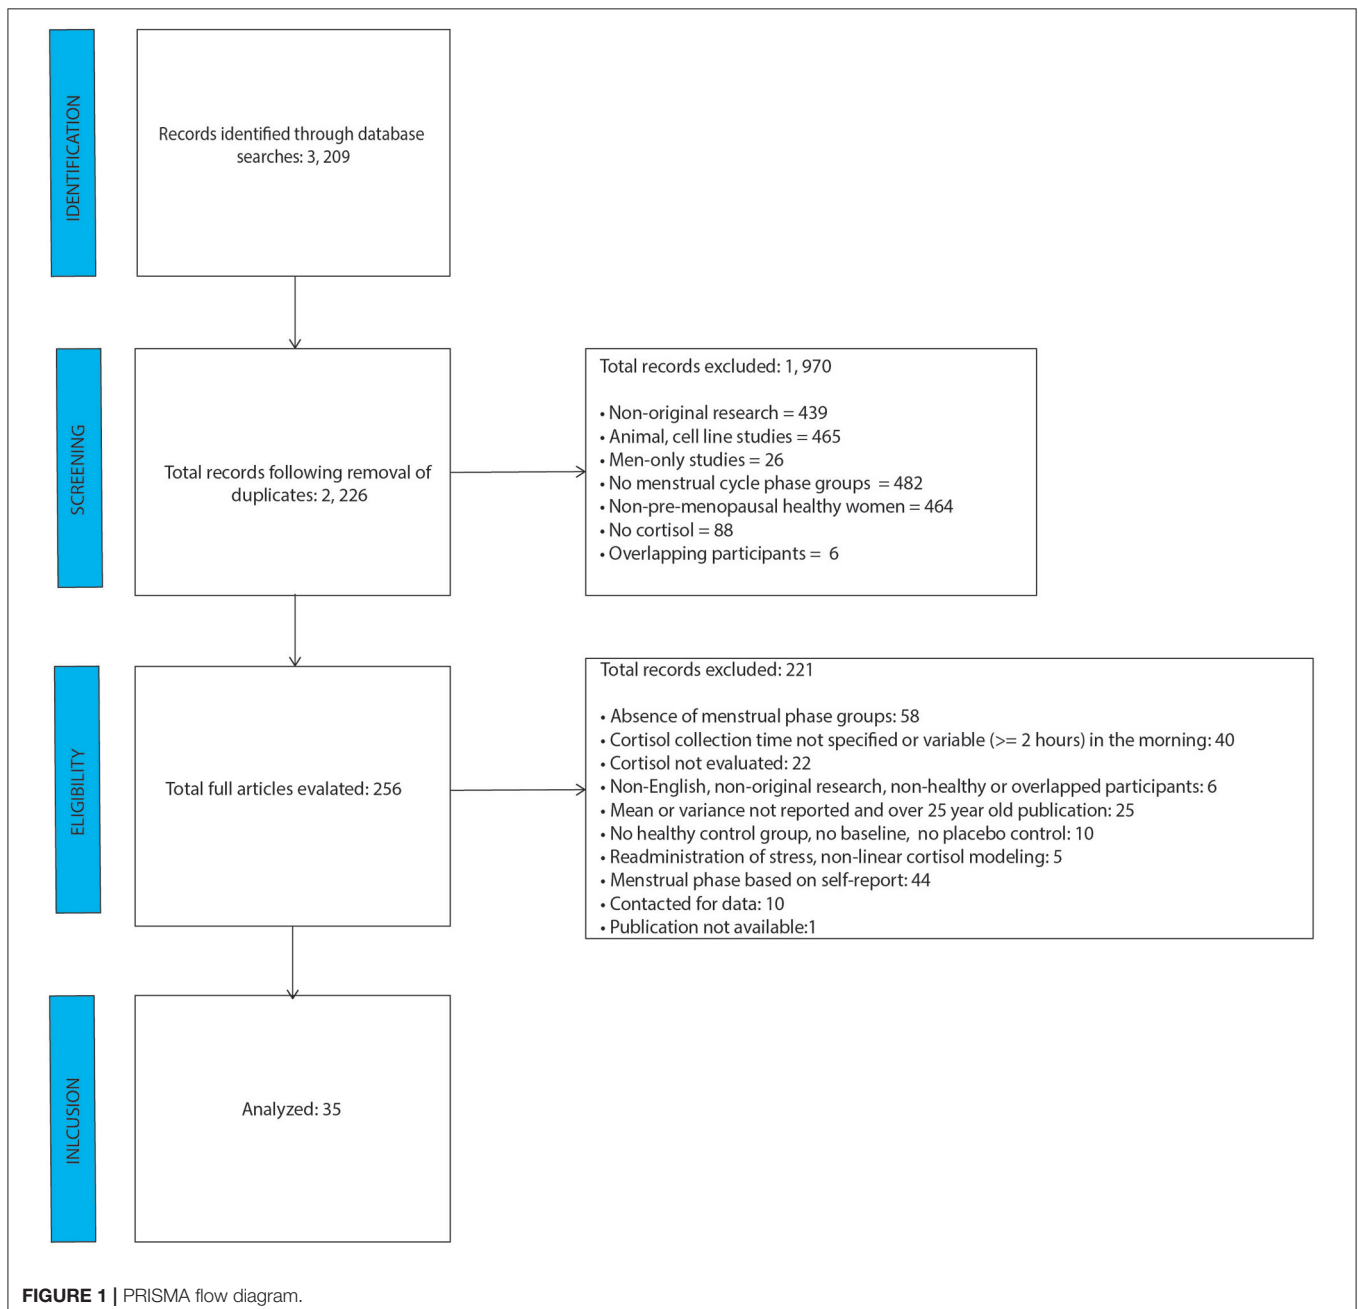 IDENTIFICATION
Records identified through database
searches: 3, 209
SCREENING
Total records following removal of
duplicates: 2, 226
Total records excluded: 1, 970
• Non-original research = 439
• Animal, cell line studies = 465
• Men-only studies = 26
• No menstrual cycle phase groups = 482
• Non-pre-menopausal healthy women = 464
• No cortisol = 88
• Overlapping participants = 6
ELIGIBILITY
Total full articles evalated: 256
Total records excluded: 221
• Absence of menstrual phase groups: 58
• Cortisol collection time not specified or variable (>= 2 hours) in the morning: 40
• Cortisol not evaluated: 22
• Non-English, non-original research, non-healthy or overlapped participants: 6
• Mean or variance not reported and over 25 year old publication: 25
• No healthy control group, no baseline, no placebo control: 10
• Readministration of stress, non-linear cortisol modeling: 5
• Menstrual phase based on self-report: 44
• Contacted for data: 10
• Publication not available:1
INLCUSION
Analyzed: 35
FIGURE 1 | PRISMA flow diagram.